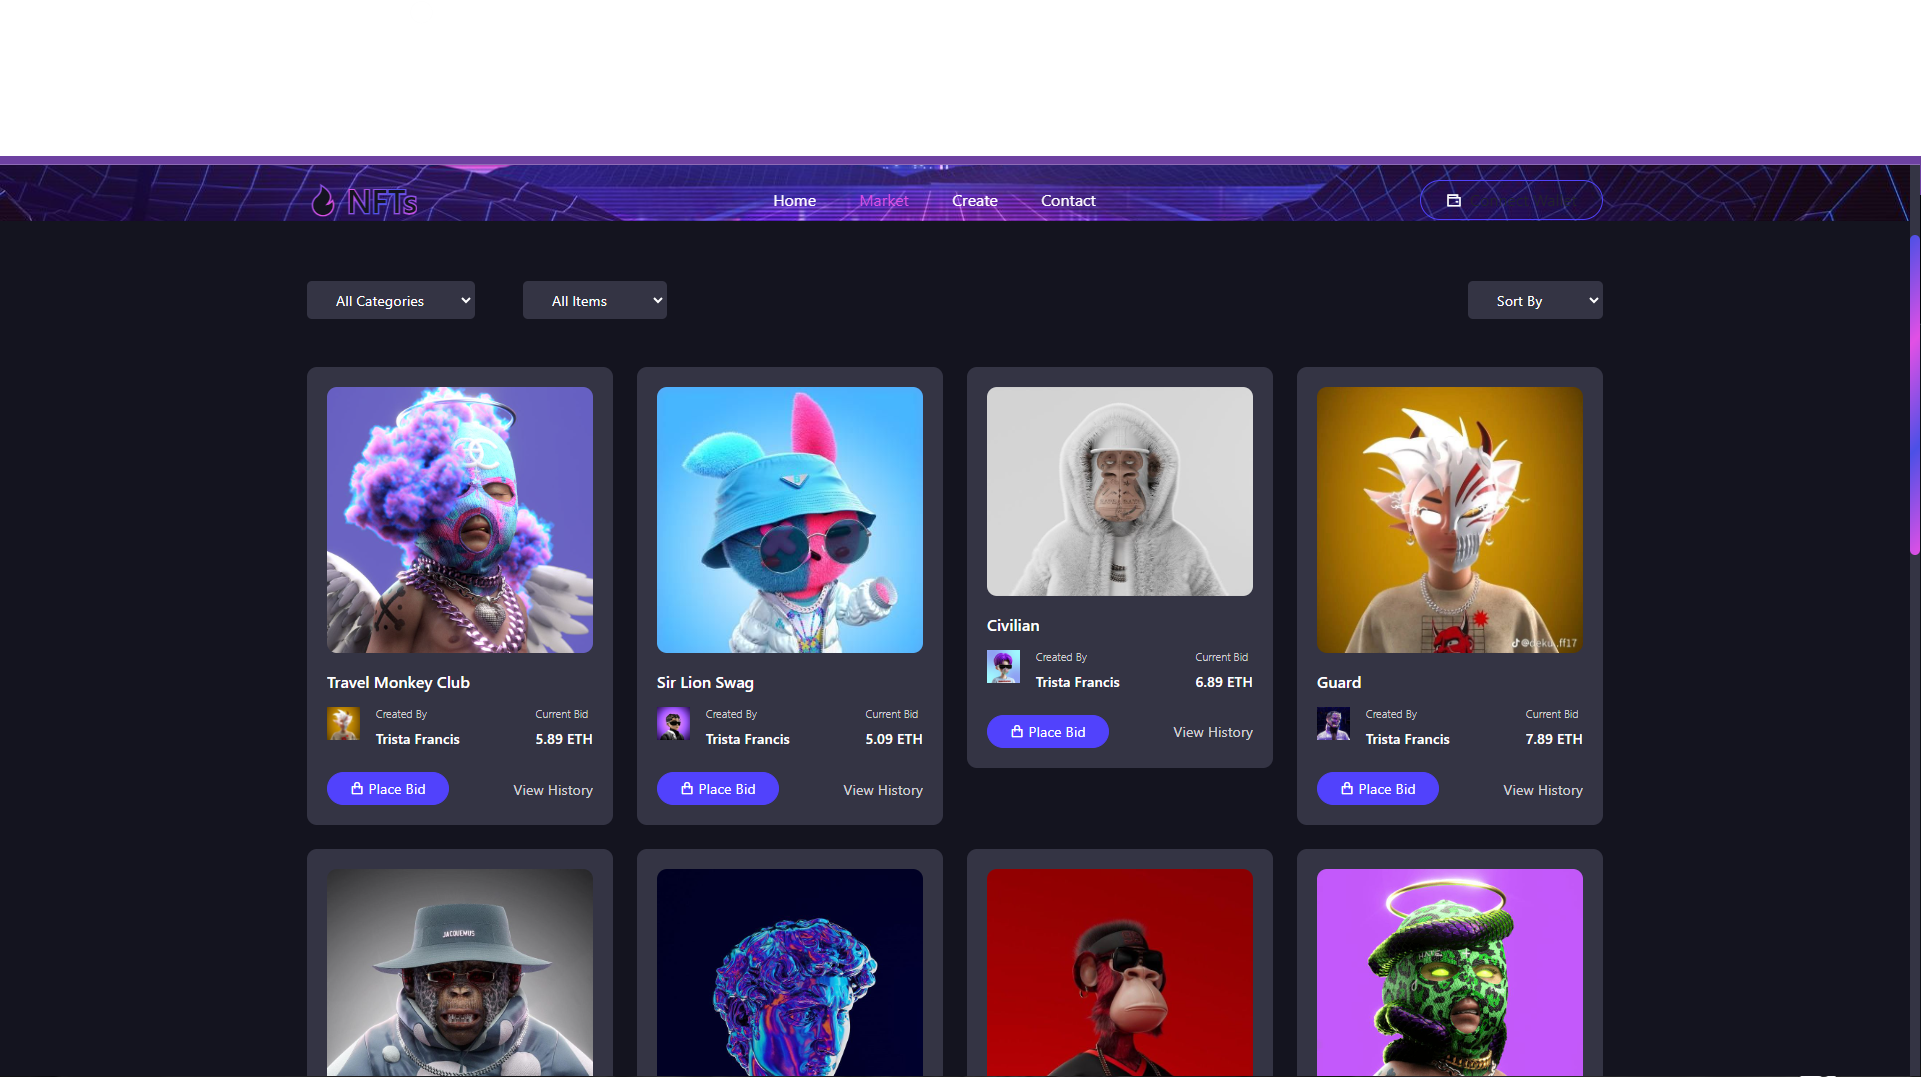 NFTs
Home Market Create Contact
All Categories All Items Sort By
Travel Monkey Club
Created By Current Bid
Trista Francis 5.89 ETH
Place Bid View History
Sir Lion Swag
Created By Current Bid
Trista Francis 5.09 ETH
Place Bid View History
Civilian
Created By Current Bid
Trista Francis 6.89 ETH
Place Bid View History
@deku_.ff17
Guard
Created By Current Bid
Trista Francis 7.89 ETH
Place Bid View History
JACQUEMUS